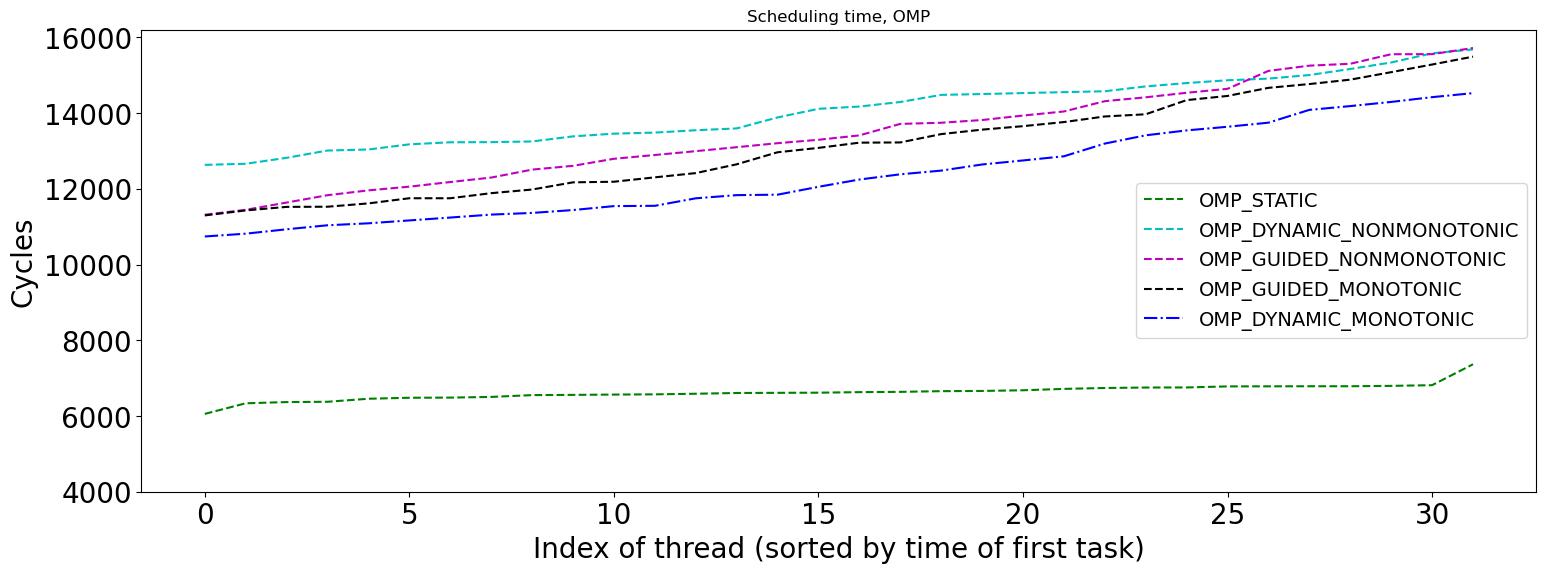 Scheduling time, OMP
16000
14000
12000
10000
8000
6000
4000
Cycles
OMP_STATIC
OMP_DYNAMIC_NONMONOTONIC
OMP_GUIDED_NONMONOTONIC
OMP_GUIDED_MONOTONIC
OMP_DYNAMIC_MONOTONIC
0 5 10 15 20 25 30
Index of thread (sorted by time of first task)